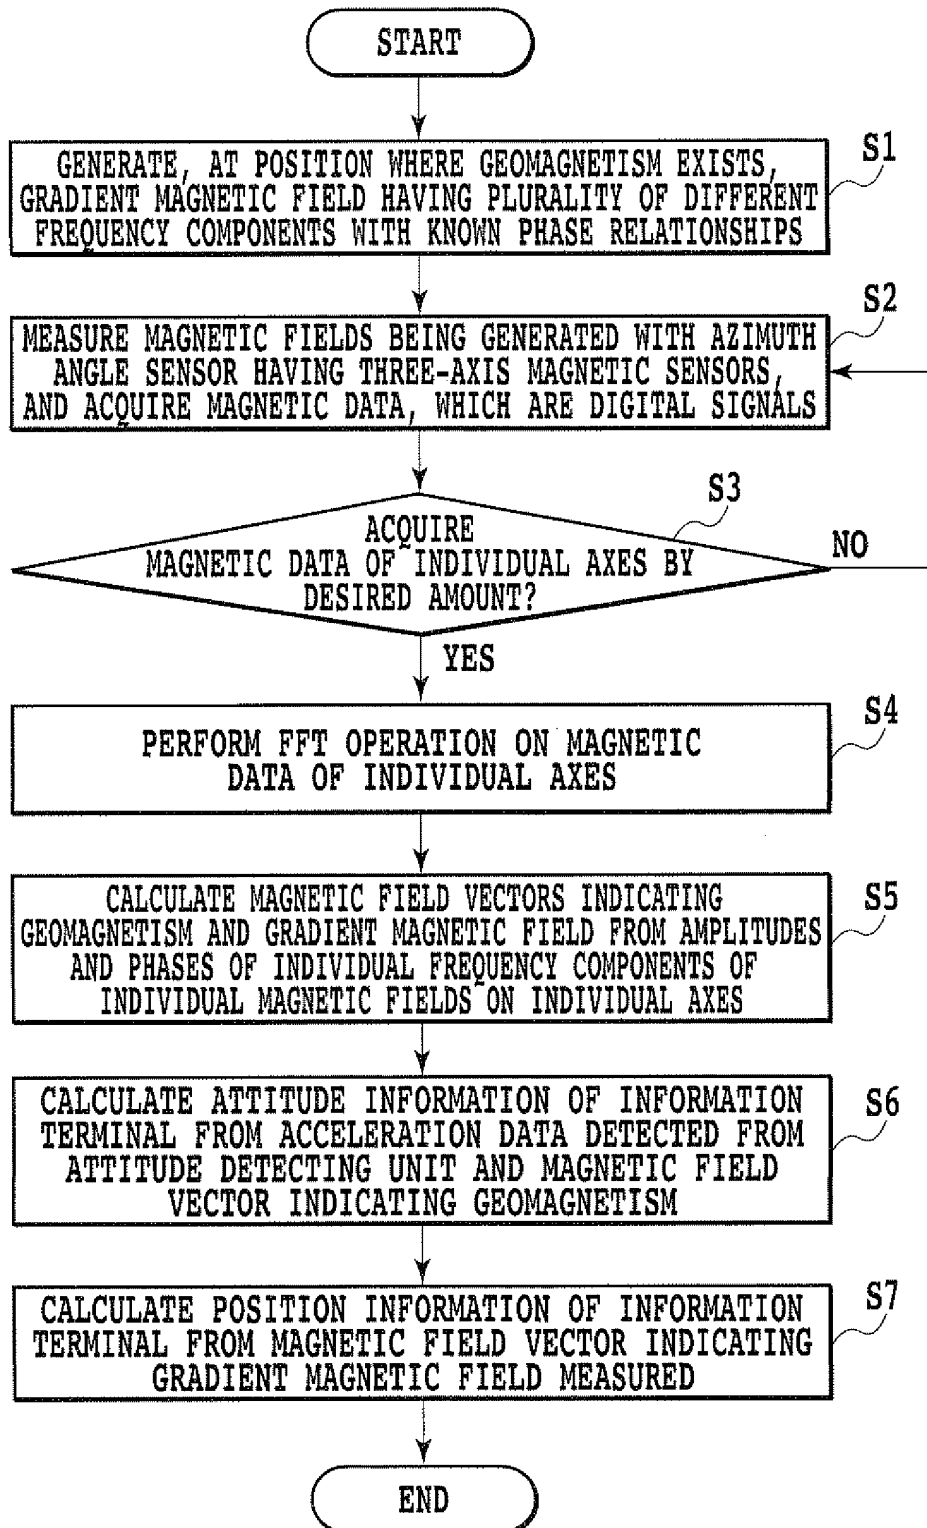 START
S1
GENERATE, AT POSITION WHERE GEOMAGNETISM EXISTS,
GRADIENT MAGNETIC FIELD HAVING PLURALITY OF DIFFERENT
FREQUENCY COMPONENTS WITH KNOWN PHASE RELATIONSHIPS
S2
MEASURE MAGNETIC FIELDS BEING GENERATED WITH AZIMUTH
ANGLE SENSOR HAVING THREE-AXIS MAGNETIC SENSORS,
AND ACQUIRE MAGNETIC DATA, WHICH ARE DIGITAL SIGNALS
S3
ACQUIRE
MAGNETIC DATA OF INDIVIDUAL AXES BY
DESIRED AMOUNT?
NO
YES
S4
PERFORM FFT OPERATION ON MAGNETIC
DATA OF INDIVIDUAL AXES
S5
CALCULATE MAGNETIC FIELD VECTORS INDICATING
GEOMAGNETISM AND GRADIENT MAGNETIC FIELD FROM AMPLITUDES
AND PHASES OF INDIVIDUAL FREQUENCY COMPONENTS OF
INDIVIDUAL MAGNETIC FIELDS ON INDIVIDUAL AXES
S6
CALCULATE ATTITUDE INFORMATION OF INFORMATION
TERMINAL FROM ACCELERATION DATA DETECTED FROM
ATTITUDE DETECTING UNIT AND MAGNETIC FIELD
VECTOR INDICATING GEOMAGNETISM
S7
CALCULATE POSITION INFORMATION OF INFORMATION
TERMINAL FROM MAGNETIC FIELD VECTOR INDICATING
GRADIENT MAGNETIC FIELD MEASURED
END